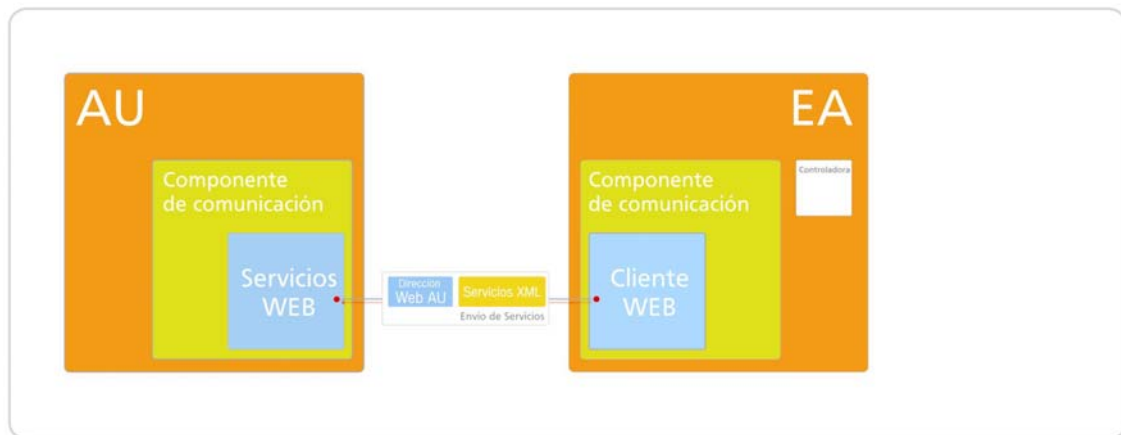 AU
Componente
de comunicación
Servicios
WEB
Dirección
Web AU
Servicios XML
Envio de Servicios
EA
Controladora
Componente
de comunicación
Cliente
WEB